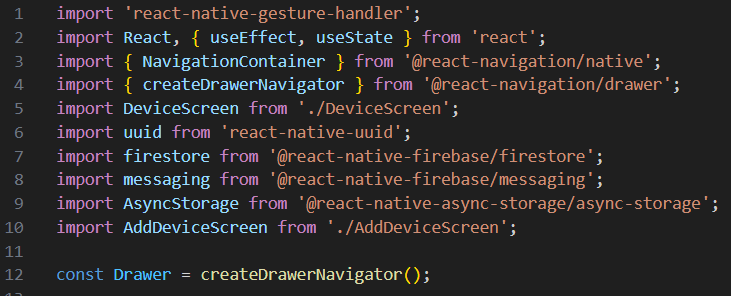 1 import 'react-native-gesture-handler';
2 import React, { useEffect, useState } from 'react';
3 import { NavigationContainer } from '@react-navigation/native';
4 import { createDrawerNavigator } from '@react-navigation/drawer';
5 import DeviceScreen from './DeviceScreen';
6 import uuid from 'react-native-uuid';
7 import firestore from '@react-native-firebase/firestore';
8 import messaging from '@react-native-firebase/messaging';
9 import AsyncStorage from '@react-native-async-storage/async-storage';
10 import AddDeviceScreen from './AddDeviceScreen';
11
12 const Drawer = createDrawerNavigator();